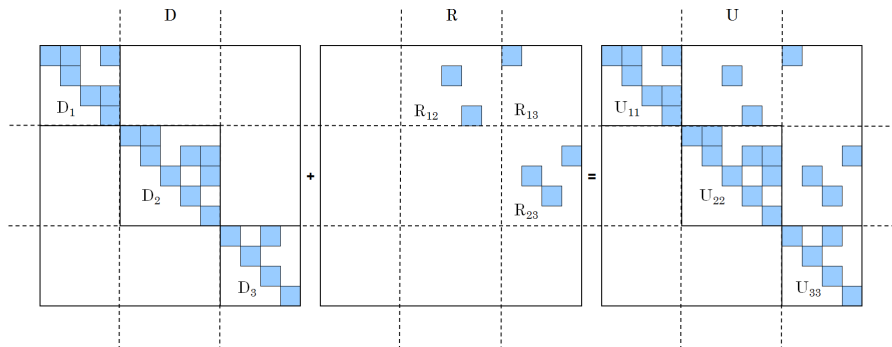 D R U
D₁ R₁₂ R₁₃ U₁₁
+ =
D₂ R₂₃ U₂₂
D₃ U₃₃